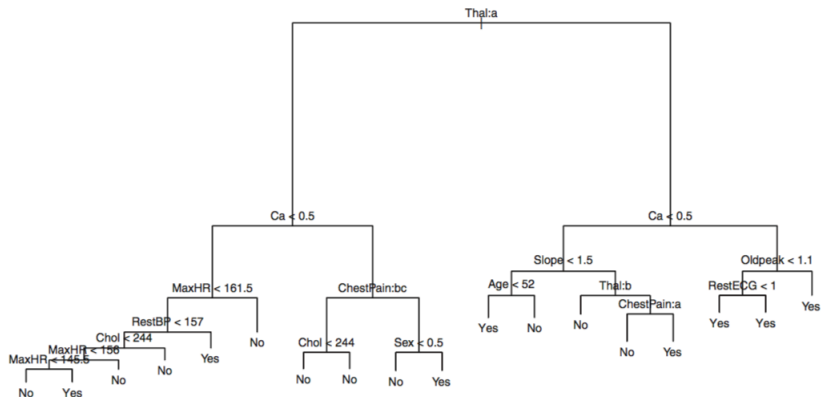 Thal:a
Ca < 0.5
Ca < 0.5
Slope < 1.5
Oldpeak < 1.1
MaxHR < 161.5
ChestPain:bc
Age < 52
Thal:b
RestECG < 1
ChestPain:a
Yes
RestBP < 157
Yes
No
No
Yes
Yes
Chol < 244
No
Chol < 244
Sex < 0.5
MaxHR < 156
Yes
No
Yes
MaxHR < 145.5
No
No
No
No
No
Yes
No
Yes